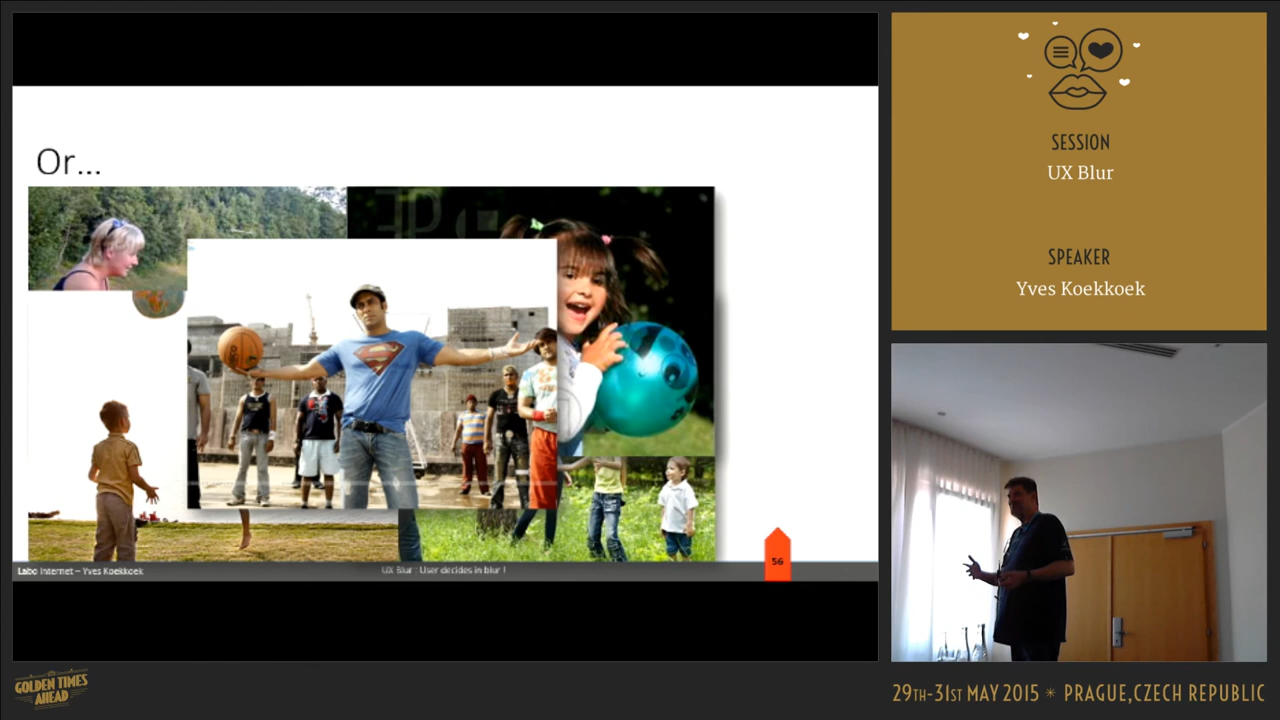 Or...
Labo Internet – Yves Koekkoek
UX Blur : User decides in blur !
56
SESSION
UX Blur
SPEAKER
Yves Koekkoek
GOLDEN TIMES
AHEAD
29TH-31ST MAY 2015 * PRAGUE, CZECH REPUBLIC